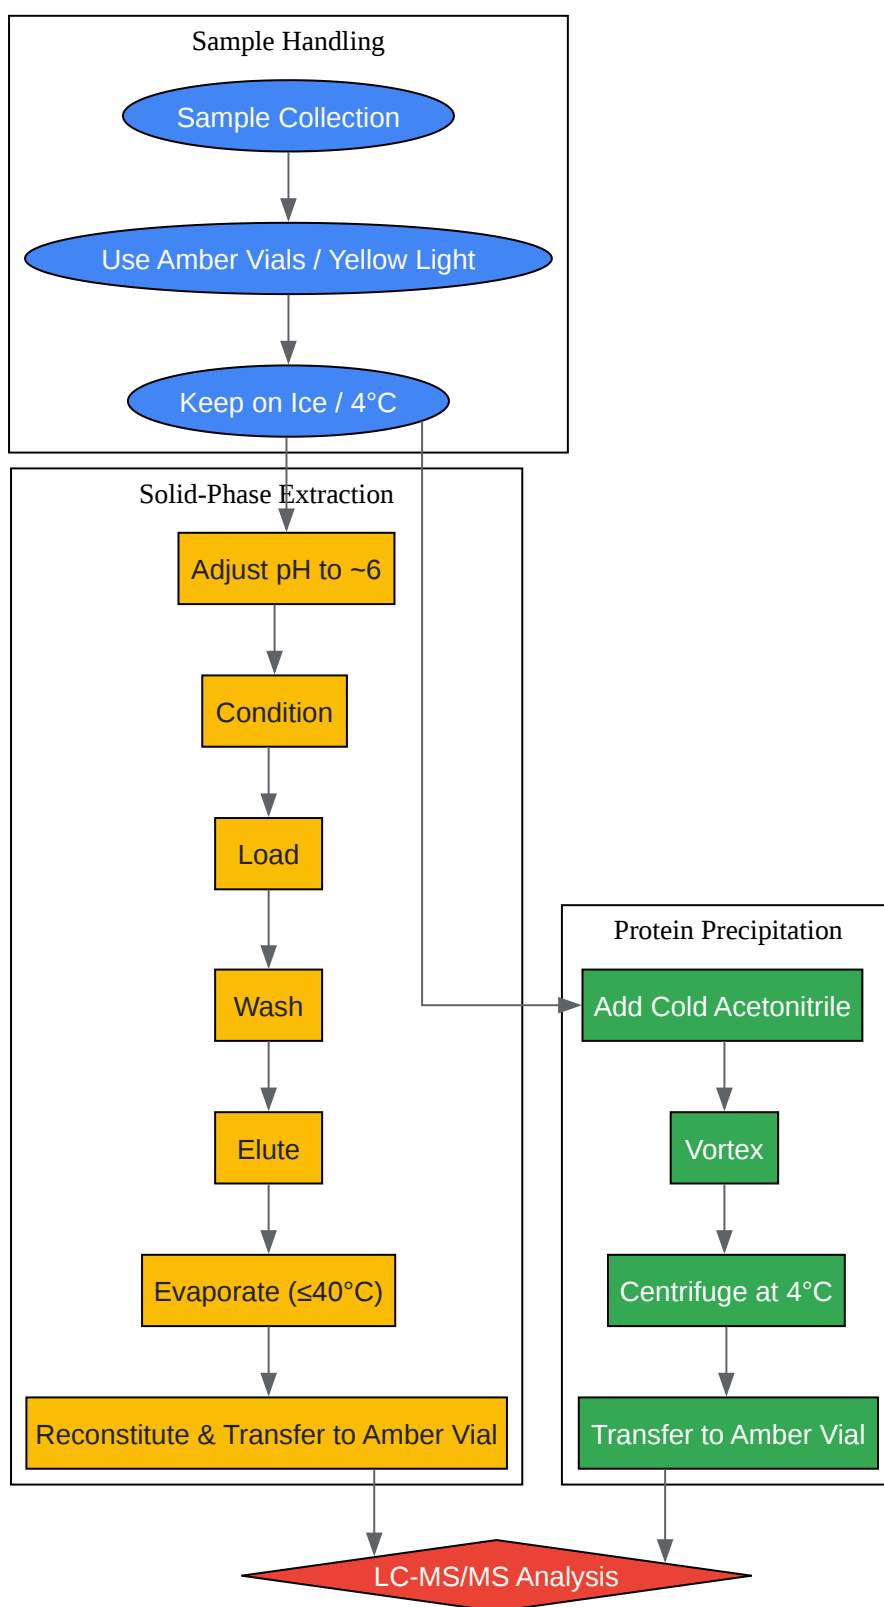 Sample Handling
Sample Collection
Use Amber Vials / Yellow Light
Keep on Ice / 4°C
Solid-Phase Extraction
Adjust pH to ~6
Condition
Load
Wash
Elute
Evaporate (≤40°C)
Reconstitute & Transfer to Amber Vial
Protein Precipitation
Add Cold Acetonitrile
Vortex
Centrifuge at 4°C
Transfer to Amber Vial
LC-MS/MS Analysis